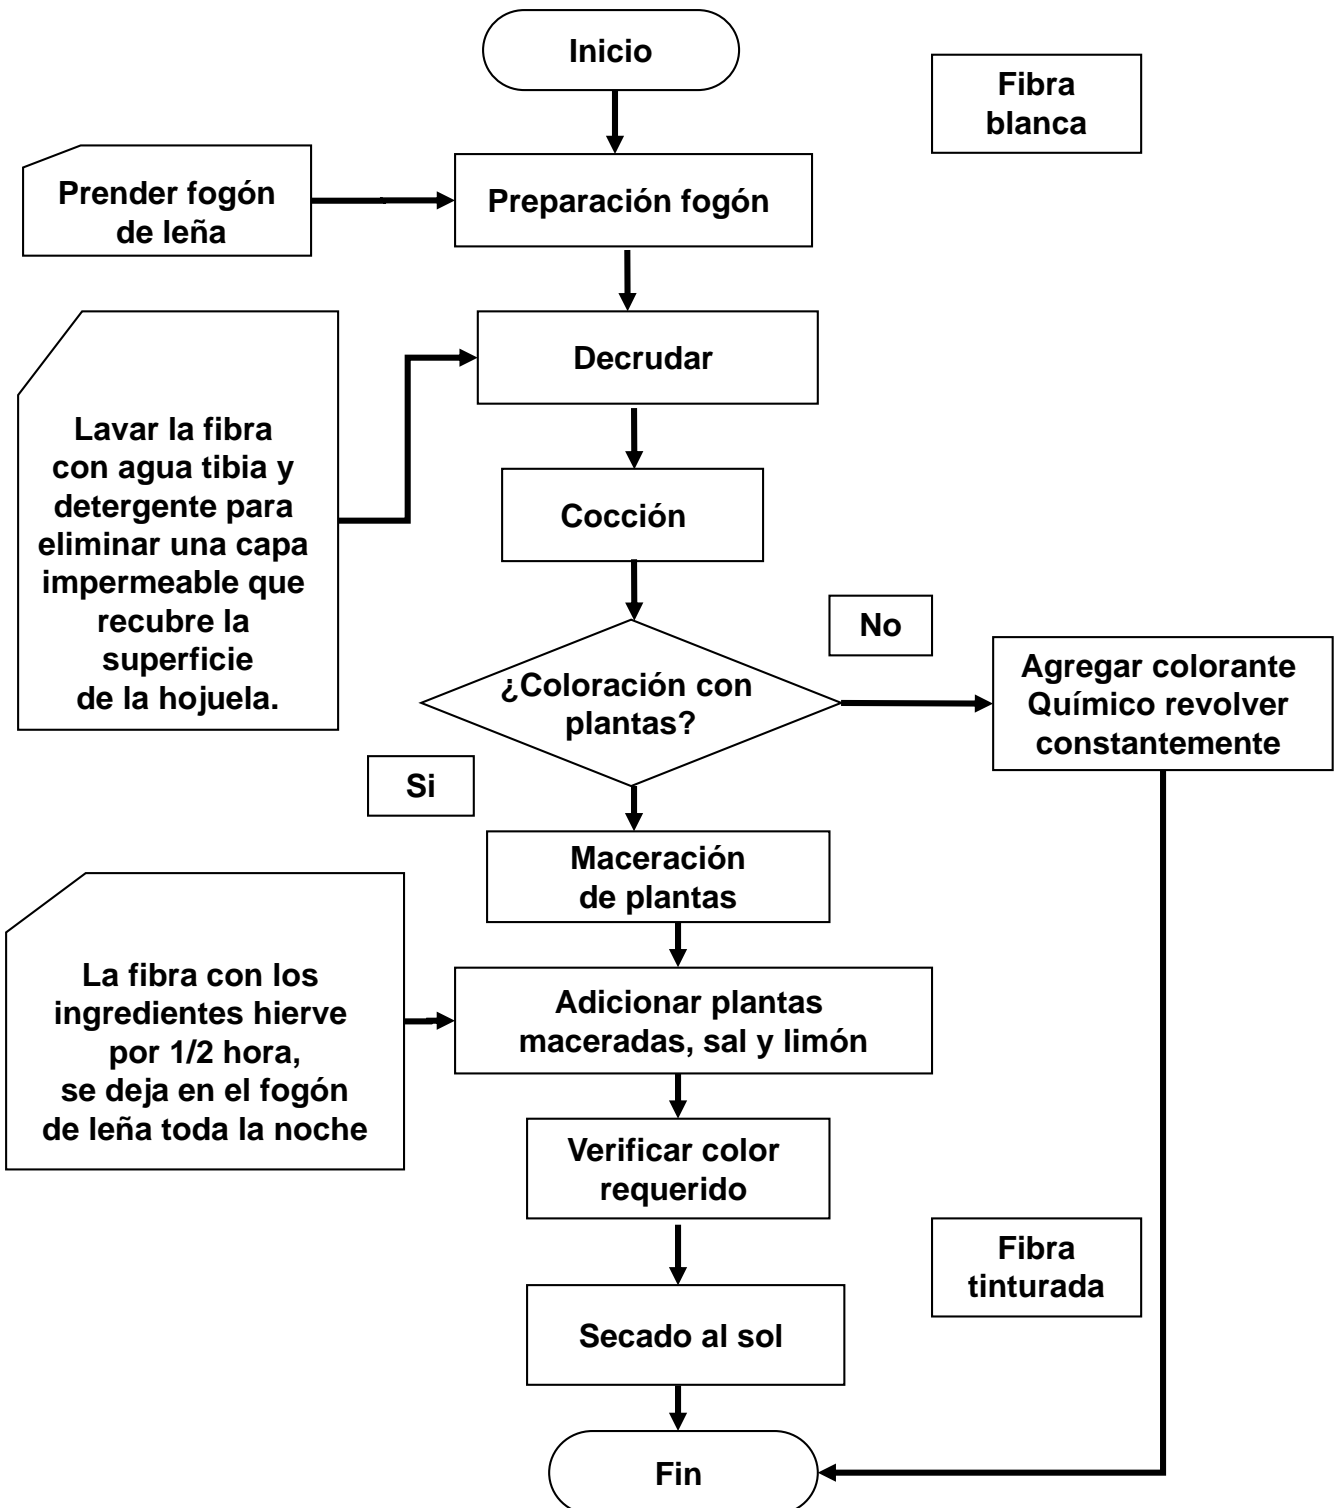 Inicio
Fibra
blanca
Prender fogón
de leña
Preparación fogón
Decrudar
Lavar la fibra
con agua tibia y
detergente para
eliminar una capa
impermeable que
recubre la
superficie
de la hojuela.
Cocción
No
¿Coloración con
plantas?
Agregar colorante
Químico revolver
constantemente
Si
Maceración
de plantas
La fibra con los
ingredientes hierve
por 1/2 hora,
se deja en el fogón
de leña toda la noche
Adicionar plantas
maceradas, sal y limón
Verificar color
requerido
Fibra
tinturada
Secado al sol
Fin